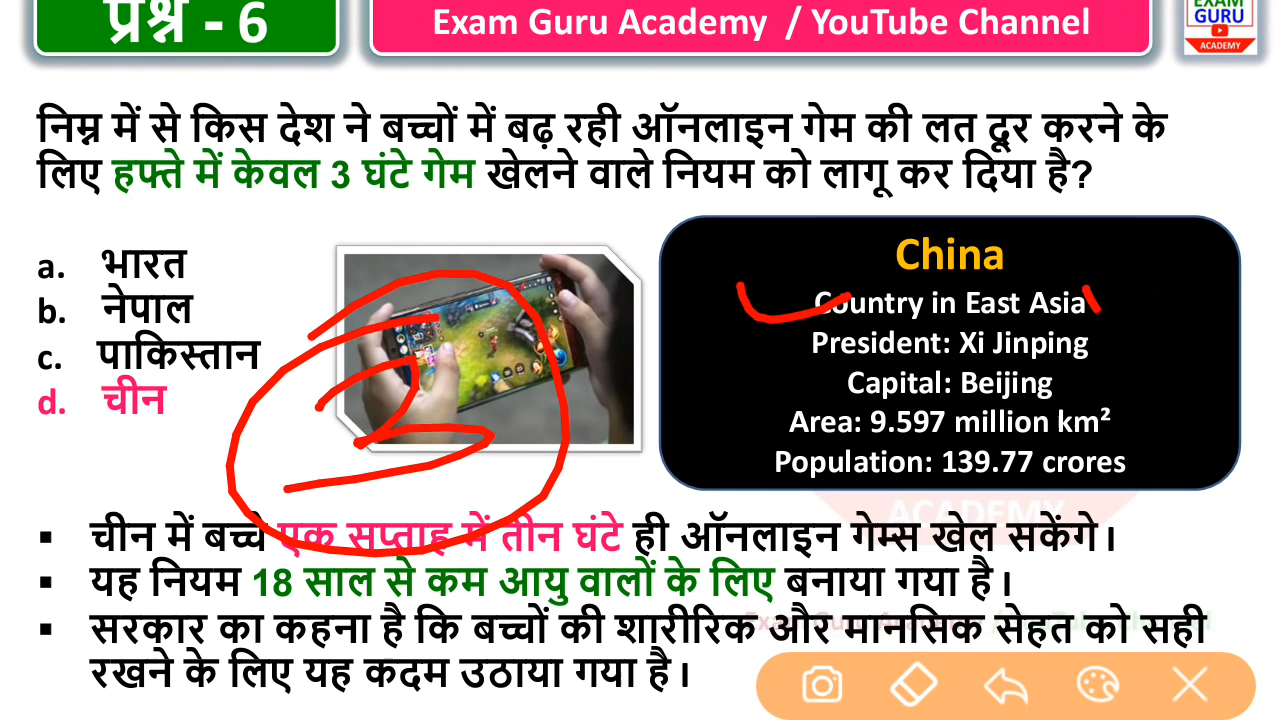 प्रश्न - 6
Exam Guru Academy / YouTube Channel
EXAM
GURU
ACADEMY
निम्न में से किस देश ने बच्चों में बढ़ रही ऑनलाइन गेम की लत दूर करने के
लिए हफ्ते में केवल 3 घंटे गेम खेलने वाले नियम को लागू कर दिया है?
a. भारत
b. नेपाल
c. पाकिस्तान
d. चीन
2
China
Country in East Asia
President: Xi Jinping
Capital: Beijing
Area: 9.597 million km²
Population: 139.77 crores
ACADEMY
चीन में बच्चे एक सप्ताह में तीन घंटे ही ऑनलाइन गेम्स खेल सकेंगे।
यह नियम 18 साल से कम आयु वालों के लिए बनाया गया है।
सरकार का कहना है कि बच्चों की शारीरिक और मानसिक सेहत को सही
रखने के लिए यह कदम उठाया गया है।